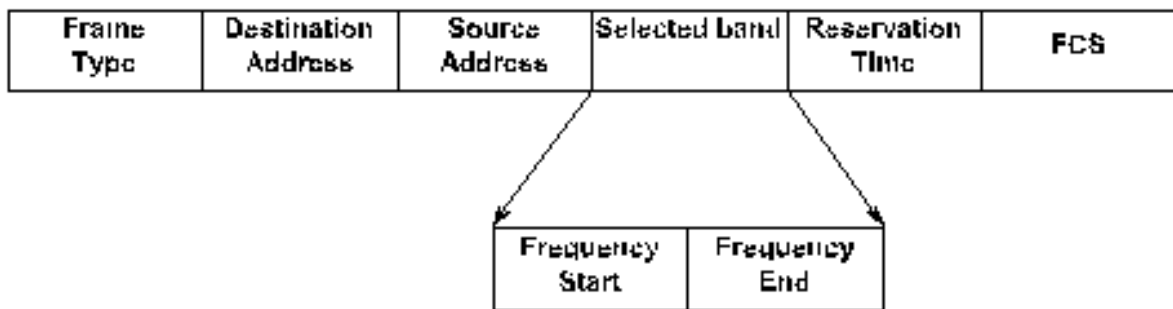 Frame
Type
Destination
Address
Source
Address
Selected band
Reservation
Time
FCS
Frequency
Start
Frequency
End